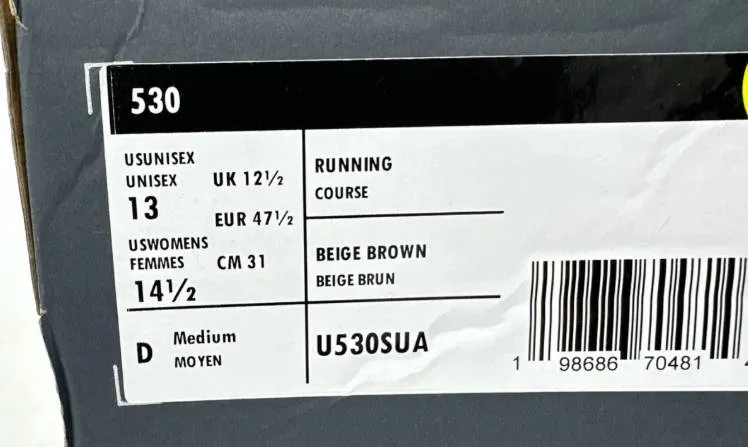 530
USUNISEX
UNISEX
13
UK 12½
EUR 47½
USWOMENS
FEMMES
14½
CM 31
RUNNING
COURSE
BEIGE BROWN
BEIGE BRUN
D Medium
MOYEN
U530SUA
1 98686 70481